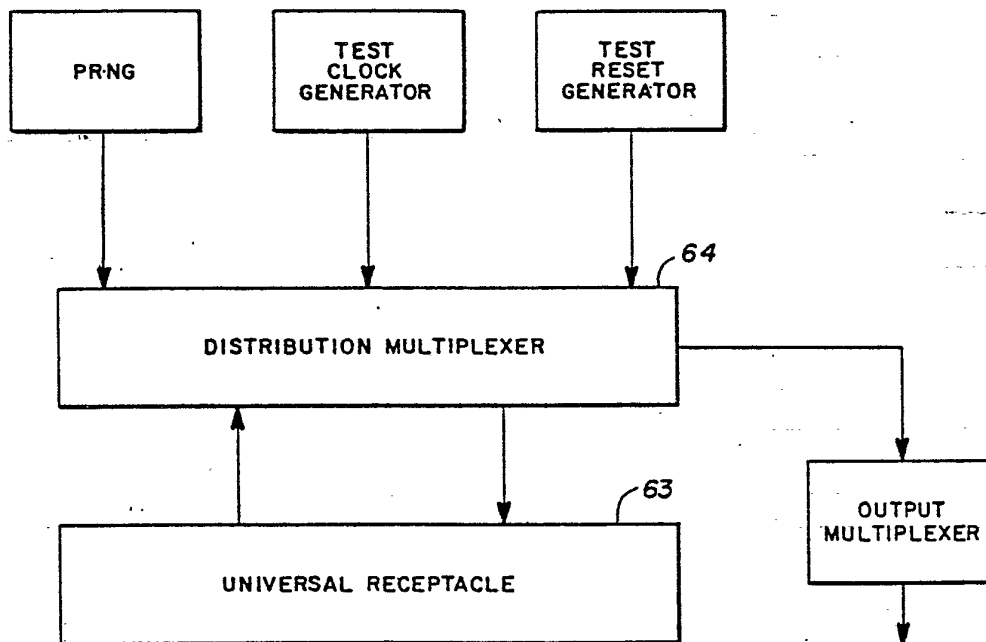 PR·NG
TEST
CLOCK
GENERATOR
TEST
RESET
GENERATOR
64
DISTRIBUTION MULTIPLEXER
63
UNIVERSAL RECEPTACLE
OUTPUT
MULTIPLEXER